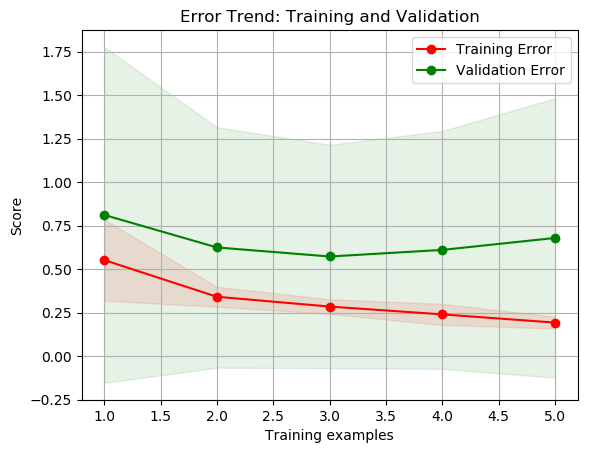 Error Trend: Training and Validation
Training Error
Validation Error
1.75
1.50
1.25
1.00
0.75
0.50
0.25
0.00
−0.25
Score
1.0 1.5 2.0 2.5 3.0 3.5 4.0 4.5 5.0
Training examples